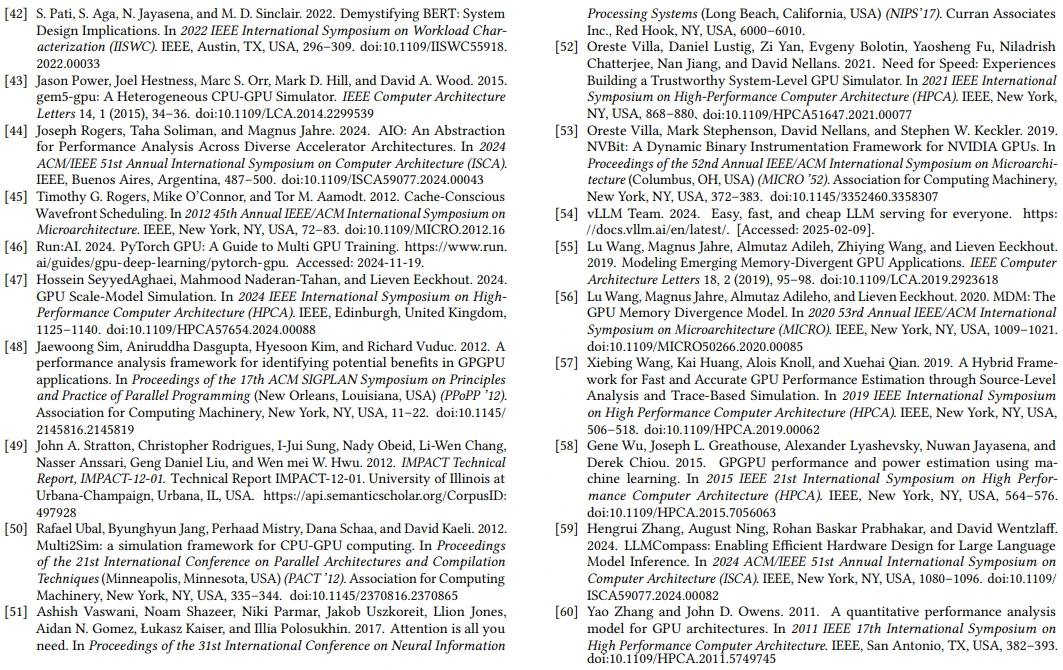 [42] S. Pati, S. Aga, N. Jayasena, and M. D. Sinclair. 2022. Demystifying BERT: System
Design Implications. In 2022 IEEE International Symposium on Workload Char-
acterization (IISWC). IEEE, Austin, TX, USA, 296–309. doi:10.1109/IISWC55918.
2022.00033
[43] Jason Power, Joel Hestness, Marc S. Orr, Mark D. Hill, and David A. Wood. 2015.
gem5-gpu: A Heterogeneous CPU-GPU Simulator. IEEE Computer Architecture
Letters 14, 1 (2015), 34–36. doi:10.1109/LCA.2014.2299539
[44] Joseph Rogers, Taha Soliman, and Magnus Jahre. 2024. AIO: An Abstraction
for Performance Analysis Across Diverse Accelerator Architectures. In 2024
ACM/IEEE 51st Annual International Symposium on Computer Architecture (ISCA).
IEEE, Buenos Aires, Argentina, 487–500. doi:10.1109/ISCA59077.2024.00043
[45] Timothy G. Rogers, Mike O'Connor, and Tor M. Aamodt. 2012. Cache-Conscious
Wavefront Scheduling. In 2012 45th Annual IEEE/ACM International Symposium on
Microarchitecture. IEEE, New York, NY, USA, 72–83. doi:10.1109/MICRO.2012.16
[46] Run:AI. 2024. PyTorch GPU: A Guide to Multi GPU Training. https://www.run.
ai/guides/gpu-deep-learning/pytorch-gpu. Accessed: 2024-11-19.
[47] Hossein SeyyedAghaei, Mahmood Naderan-Tahan, and Lieven Eeckhout. 2024.
GPU Scale-Model Simulation. In 2024 IEEE International Symposium on High-
Performance Computer Architecture (HPCA). IEEE, Edinburgh, United Kingdom,
1125–1140. doi:10.1109/HPCA57654.2024.00088
[48] Jaewoong Sim, Aniruddha Dasgupta, Hyesoon Kim, and Richard Vuduc. 2012. A
performance analysis framework for identifying potential benefits in GPGPU
applications. In Proceedings of the 17th ACM SIGPLAN Symposium on Principles
and Practice of Parallel Programming (New Orleans, Louisiana, USA) (PPoPP '12).
Association for Computing Machinery, New York, NY, USA, 11–22. doi:10.1145/
2145816.2145819
[49] John A. Stratton, Christopher Rodrigues, I-Jui Sung, Nady Obeid, Li-Wen Chang,
Nasser Anssari, Geng Daniel Liu, and Wen mei W. Hwu. 2012. IMPACT Technical
Report, IMPACT-12-01. Technical Report IMPACT-12-01. University of Illinois at
Urbana-Champaign, Urbana, IL, USA. https://api.semanticscholar.org/CorpusID:
497928
[50] Rafael Ubal, Byunghyun Jang, Perhaad Mistry, Dana Schaa, and David Kaeli. 2012.
Multi2Sim: a simulation framework for CPU-GPU computing. In Proceedings
of the 21st International Conference on Parallel Architectures and Compilation
Techniques (Minneapolis, Minnesota, USA) (PACT '12). Association for Computing
Machinery, New York, NY, USA, 335–344. doi:10.1145/2370816.2370865
[51] Ashish Vaswani, Noam Shazeer, Niki Parmar, Jakob Uszkoreit, Llion Jones,
Aidan N. Gomez, Łukasz Kaiser, and Illia Polosukhin. 2017. Attention is all you
need. In Proceedings of the 31st International Conference on Neural Information
Processing Systems (Long Beach, California, USA) (NIPS'17). Curran Associates
Inc., Red Hook, NY, USA, 6000–6010.
[52] Oreste Villa, Daniel Lustig, Zi Yan, Evgeny Bolotin, Yaosheng Fu, Niladrish
Chatterjee, Nan Jiang, and David Nellans. 2021. Need for Speed: Experiences
Building a Trustworthy System-Level GPU Simulator. In 2021 IEEE International
Symposium on High-Performance Computer Architecture (HPCA). IEEE, New York,
NY, USA, 868–880. doi:10.1109/HPCA51647.2021.00077
[53] Oreste Villa, Mark Stephenson, David Nellans, and Stephen W. Keckler. 2019.
NVBit: A Dynamic Binary Instrumentation Framework for NVIDIA GPUs. In
Proceedings of the 52nd Annual IEEE/ACM International Symposium on Microarchi-
tecture (Columbus, OH, USA) (MICRO '52). Association for Computing Machinery,
New York, NY, USA, 372–383. doi:10.1145/3352460.3358307
[54] vLLM Team. 2024. Easy, fast, and cheap LLM serving for everyone. https:
//docs.vllm.ai/en/latest/. [Accessed: 2025-02-09].
[55] Lu Wang, Magnus Jahre, Almutaz Adileh, Zhiying Wang, and Lieven Eeckhout.
2019. Modeling Emerging Memory-Divergent GPU Applications. IEEE Computer
Architecture Letters 18, 2 (2019), 95–98. doi:10.1109/LCA.2019.2923618
[56] Lu Wang, Magnus Jahre, Almutaz Adileho, and Lieven Eeckhout. 2020. MDM: The
GPU Memory Divergence Model. In 2020 53rd Annual IEEE/ACM International
Symposium on Microarchitecture (MICRO). IEEE, New York, NY, USA, 1009–1021.
doi:10.1109/MICRO50266.2020.00085
[57] Xiebing Wang, Kai Huang, Alois Knoll, and Xuehai Qian. 2019. A Hybrid Frame-
work for Fast and Accurate GPU Performance Estimation through Source-Level
Analysis and Trace-Based Simulation. In 2019 IEEE International Symposium
on High Performance Computer Architecture (HPCA). IEEE, New York, NY, USA,
506–518. doi:10.1109/HPCA.2019.00062
[58] Gene Wu, Joseph L. Greathouse, Alexander Lyashevsky, Nuwan Jayasena, and
Derek Chiou. 2015. GPGPU performance and power estimation using ma-
chine learning. In 2015 IEEE 21st International Symposium on High Perfor-
mance Computer Architecture (HPCA). IEEE, New York, NY, USA, 564–576.
doi:10.1109/HPCA.2015.7056063
[59] Hengrui Zhang, August Ning, Rohan Baskar Prabhakar, and David Wentzlaff.
2024. LLMCompass: Enabling Efficient Hardware Design for Large Language
Model Inference. In 2024 ACM/IEEE 51st Annual International Symposium on
Computer Architecture (ISCA). IEEE, New York, NY, USA, 1080–1096. doi:10.1109/
ISCA59077.2024.00082
[60] Yao Zhang and John D. Owens. 2011. A quantitative performance analysis
model for GPU architectures. In 2011 IEEE 17th International Symposium on
High Performance Computer Architecture. IEEE, San Antonio, TX, USA, 382–393.
doi:10.1109/HPCA.2011.5749745